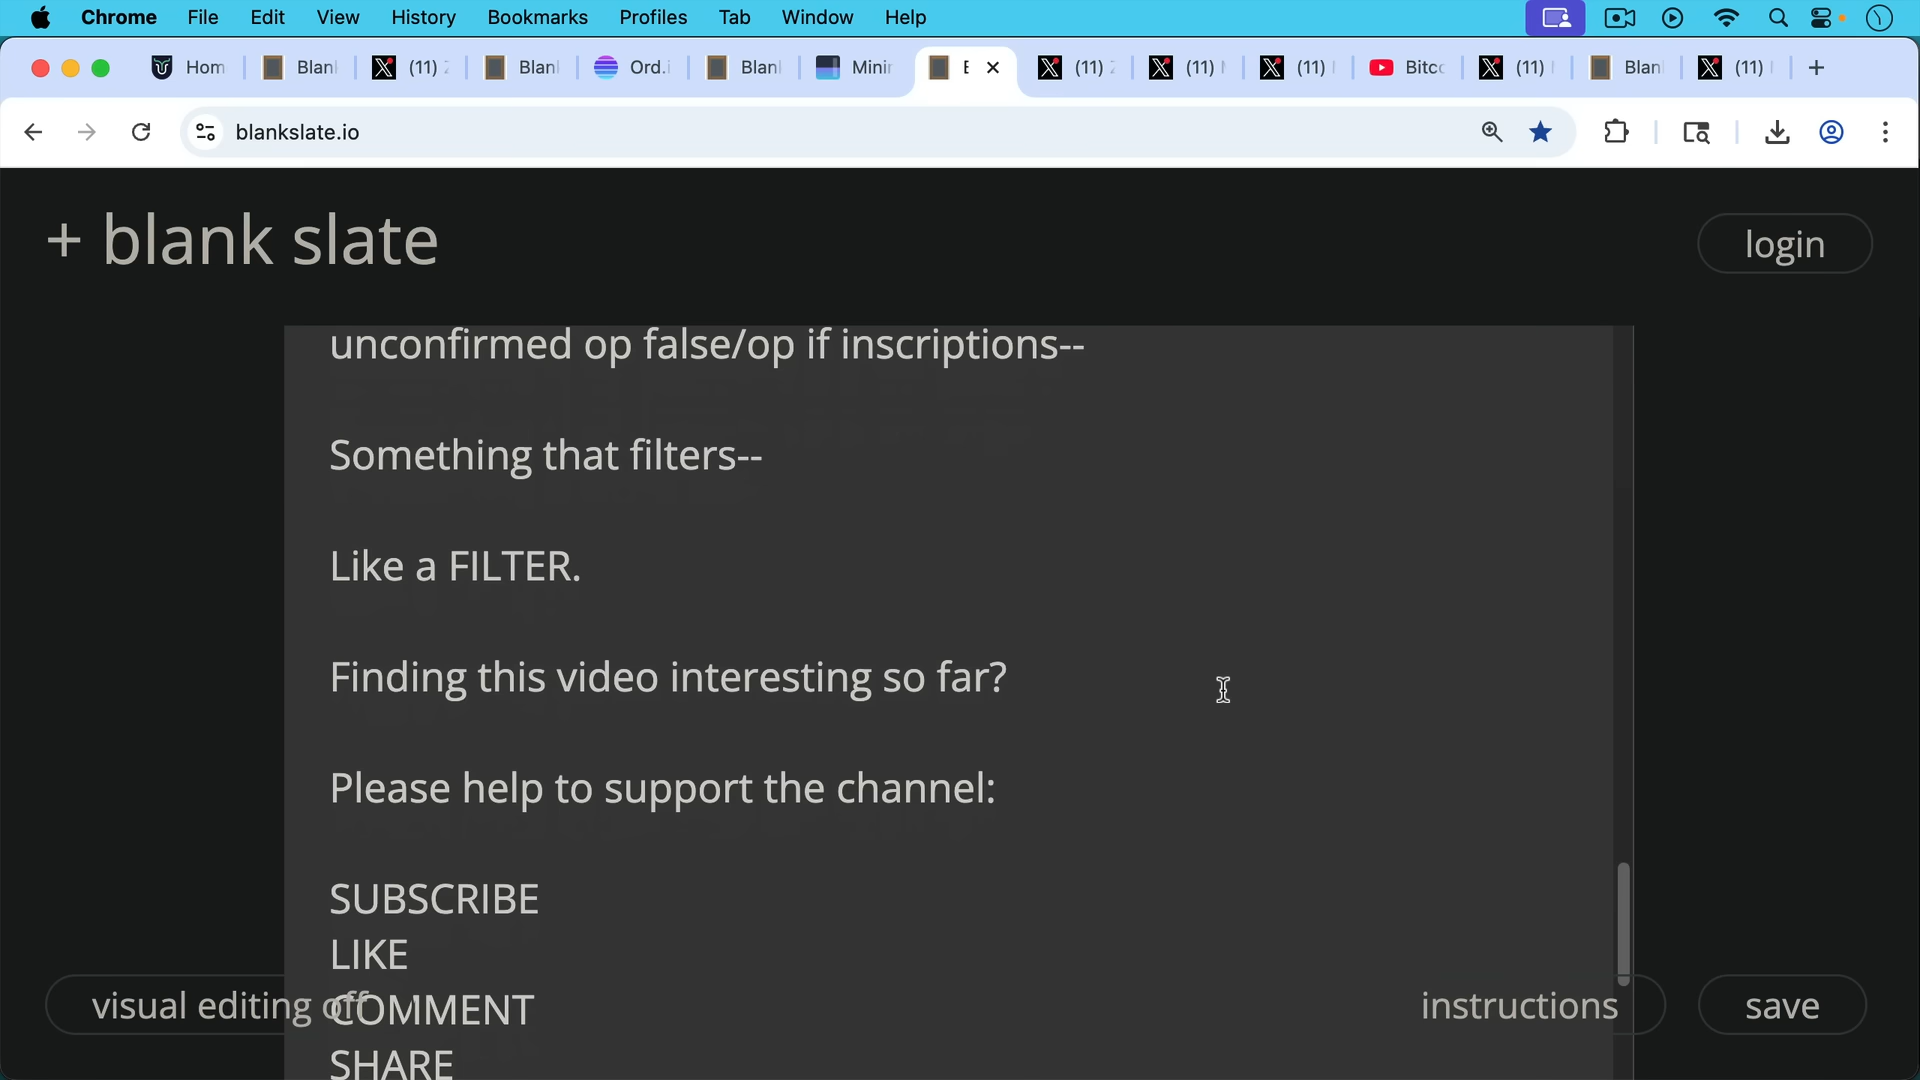 Chrome File Edit View History Bookmarks Profiles Tab Window Help
Hom Blan (11) Blan Ord.i Blan Minin E (11) (11) (11) Bitco (11) Blan (11)
blankslate.io
+ blank slate
login
unconfirmed op false/op if inscriptions--
Something that filters--
Like a FILTER.
Finding this video interesting so far?
Please help to support the channel:
SUBSCRIBE
LIKE
COMMENT
SHARE
visual editing off
instructions
save